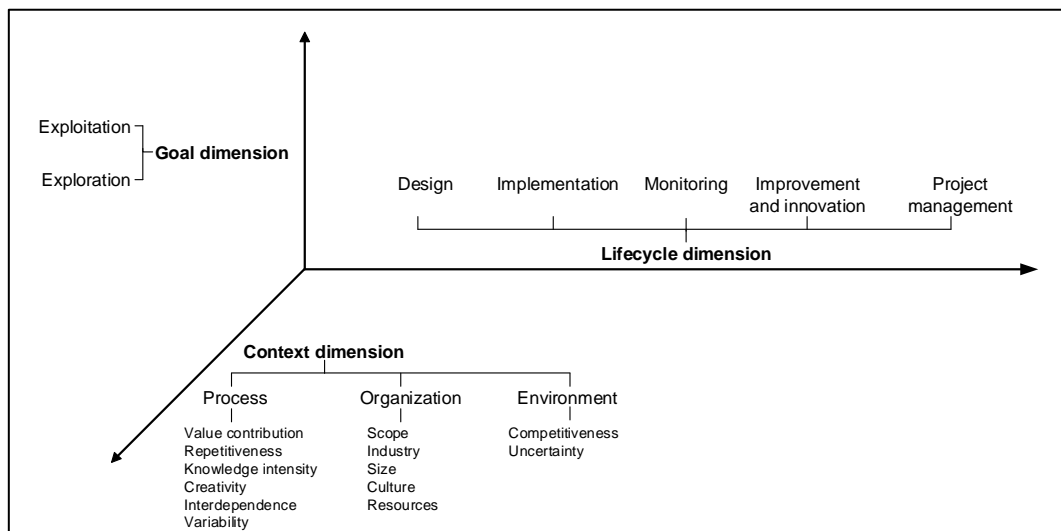 Exploitation
Goal dimension
Exploration
Design
Implementation
Monitoring
Improvement
and innovation
Project
management
Lifecycle dimension
Context dimension
Process
Value contribution
Repetitiveness
Knowledge intensity
Creativity
Interdependence
Variability
Organization
Scope
Industry
Size
Culture
Resources
Environment
Competitiveness
Uncertainty